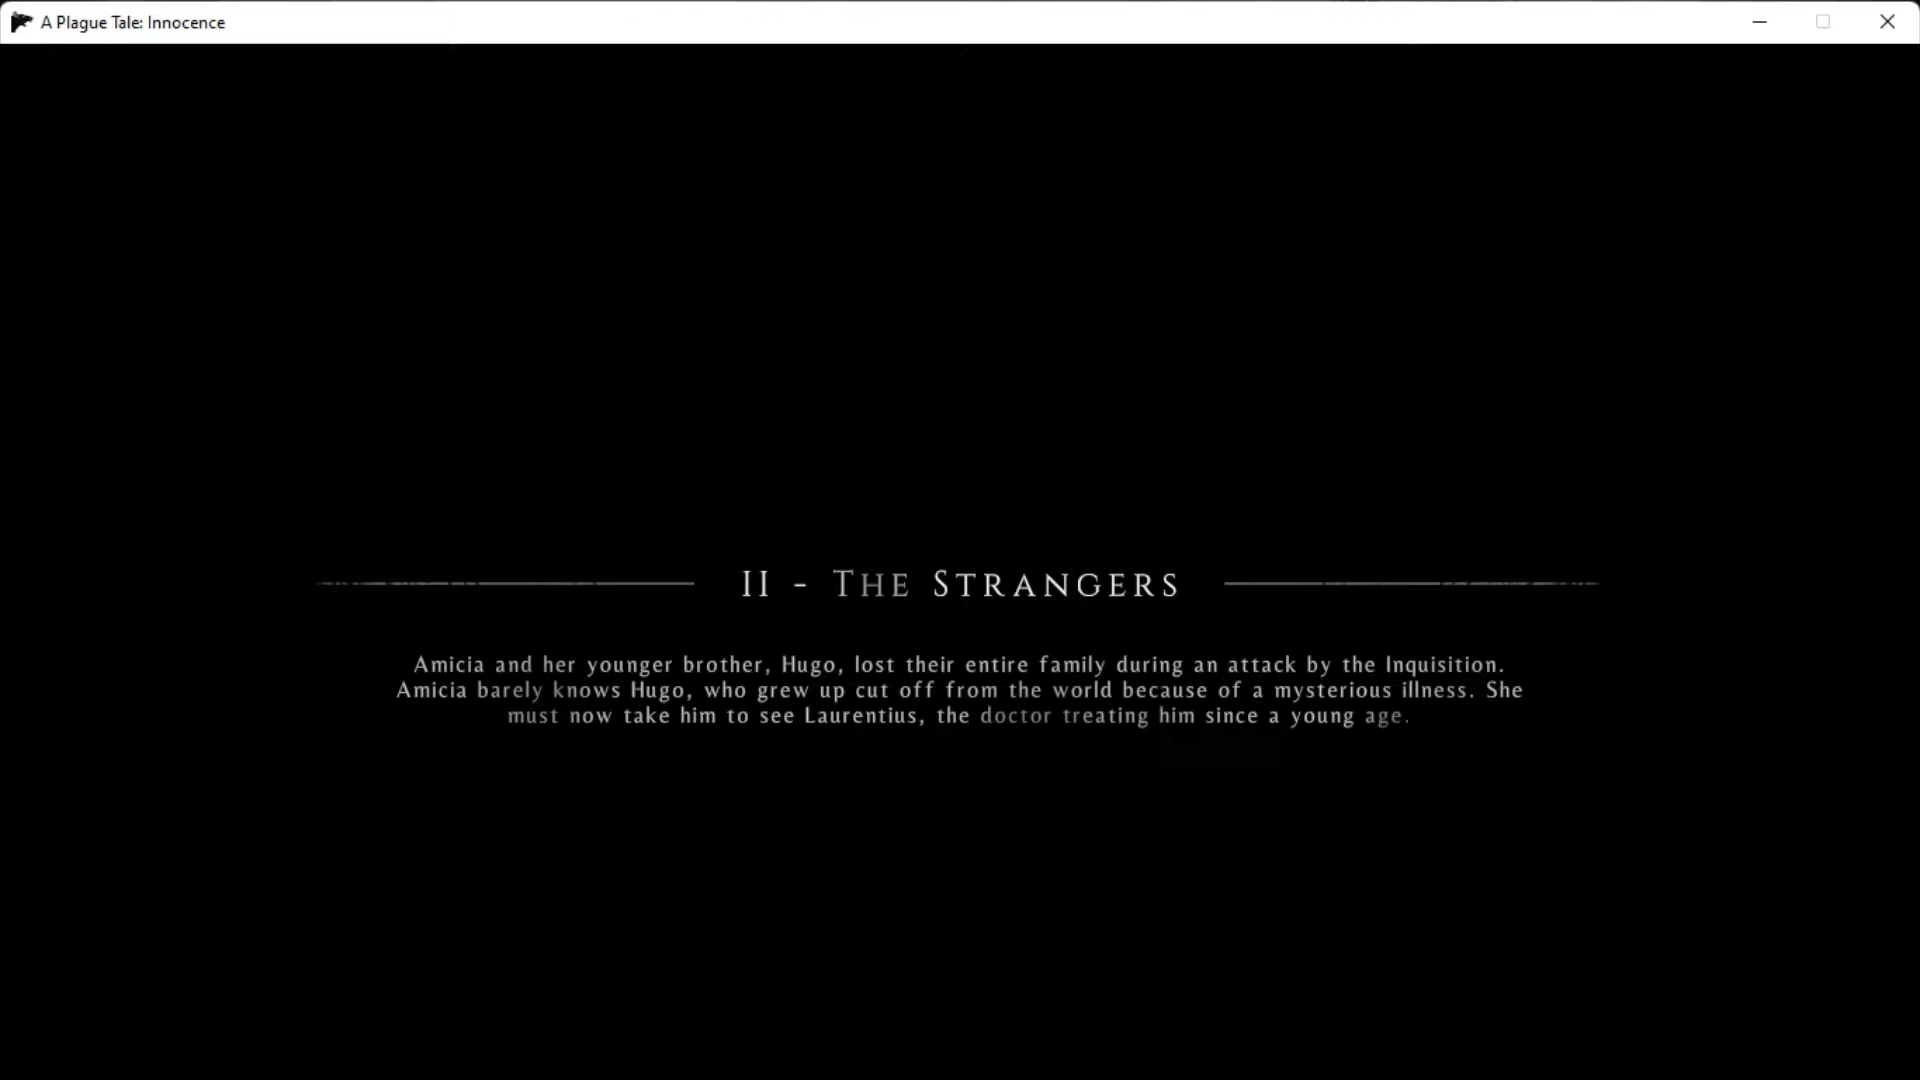 A Plague Tale: Innocence
II - The Strangers
Amicia and her younger brother, Hugo, lost their entire family during an attack by the Inquisition.
Amicia barely knows Hugo, who grew up cut off from the world because of a mysterious illness. She
must now take him to see Laurentius, the doctor treating him since a young age.